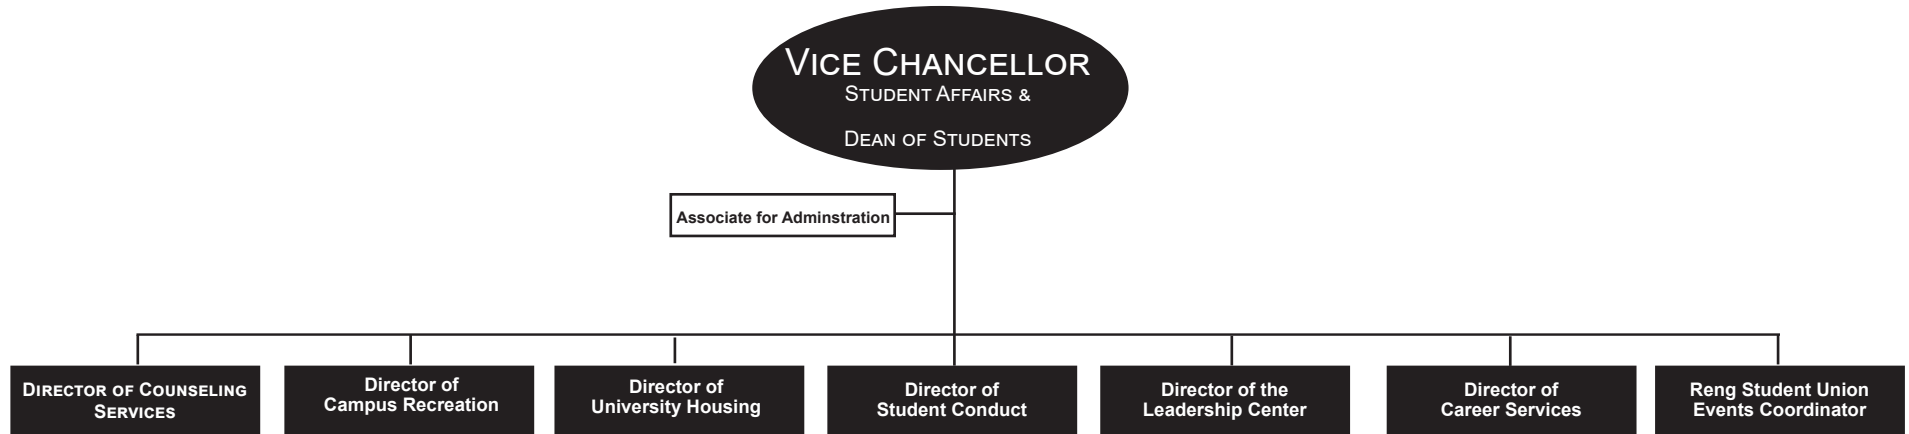 Vice Chancellor
Student Affairs &
Dean of Students
Associate for Adminstration
Director of Counseling
Services
Director of
Campus Recreation
Director of
University Housing
Director of
Student Conduct
Director of the
Leadership Center
Director of
Career Services
Reng Student Union
Events Coordinator